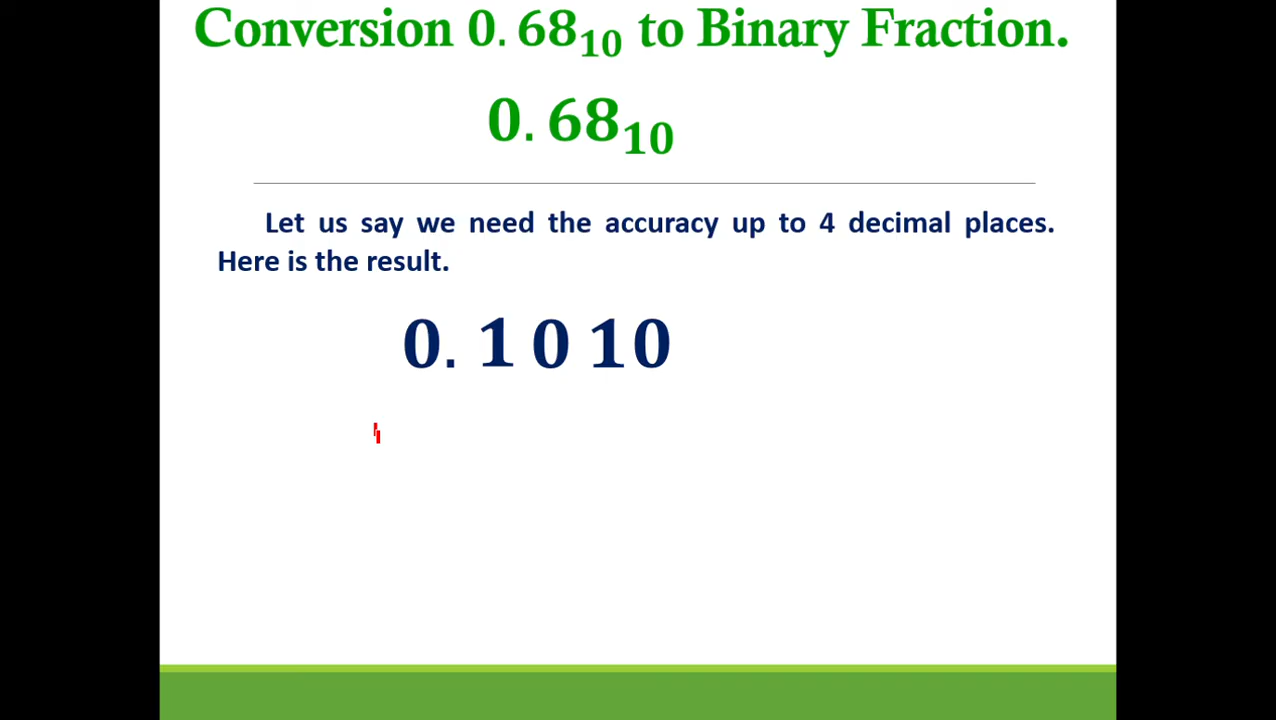 Conversion 0.68₁₀ to Binary Fraction.
0.68₁₀
Let us say we need the accuracy up to 4 decimal places.
Here is the result.
0. 1 0 1 0